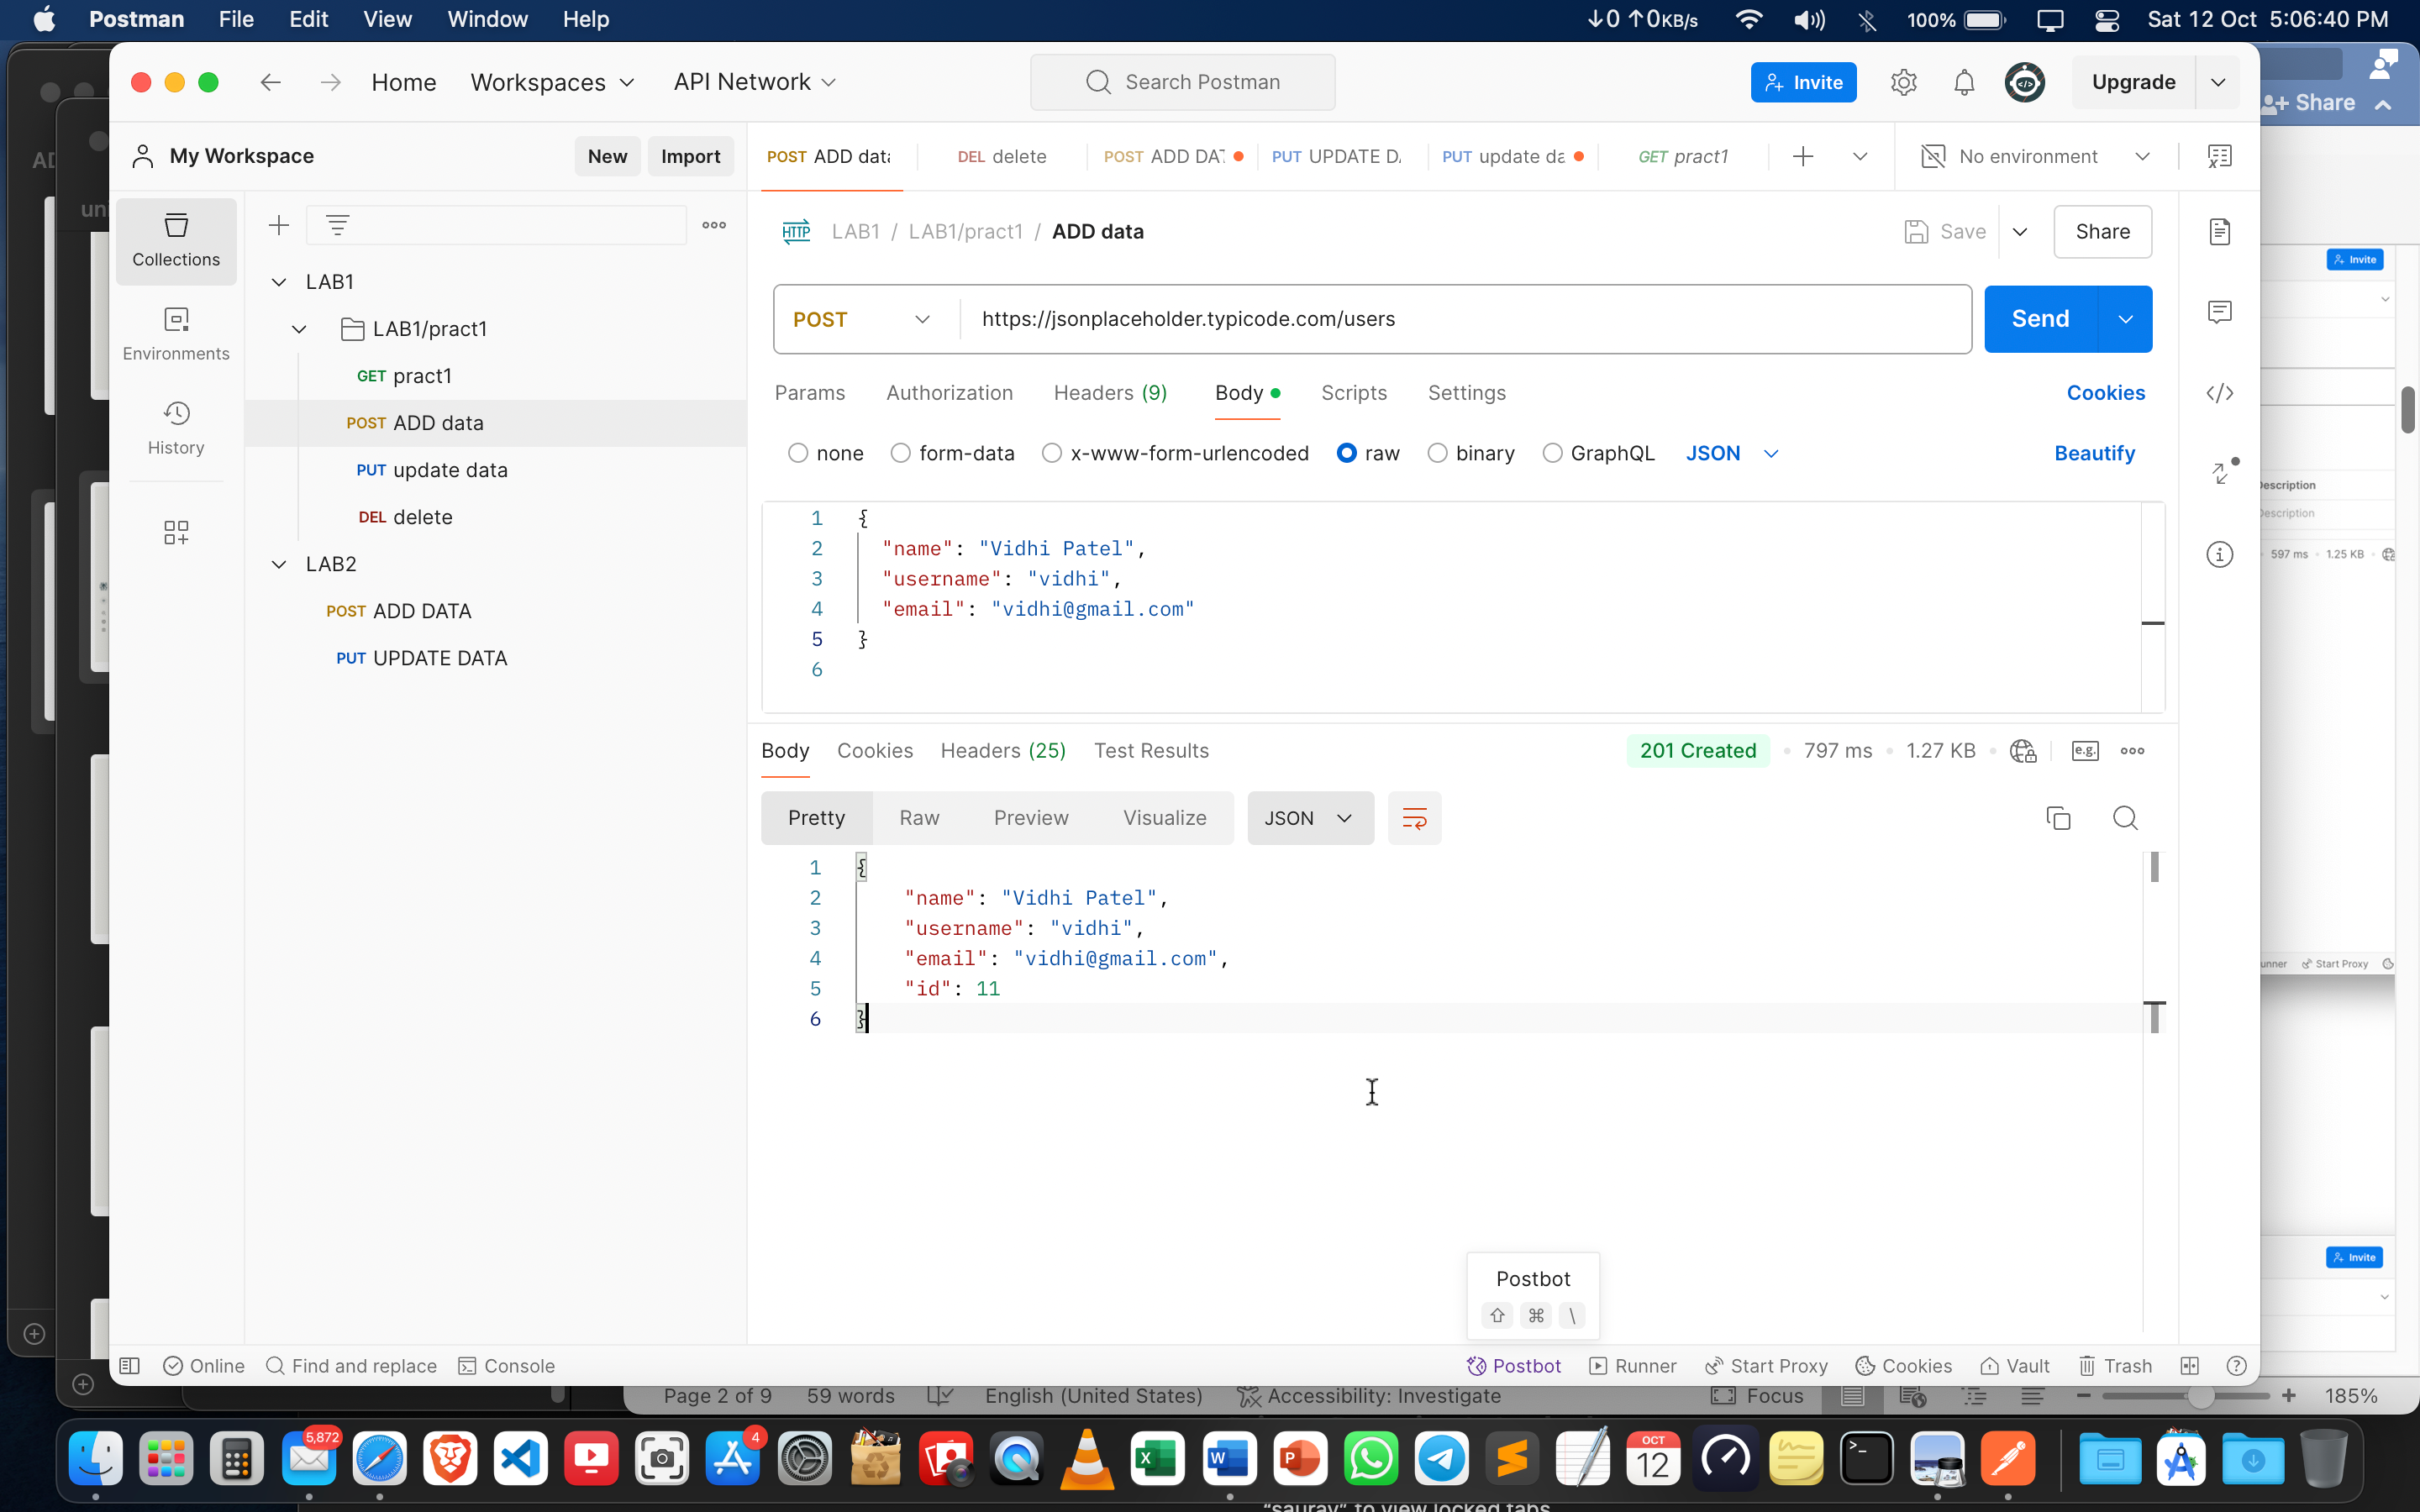 Postman File Edit View Window Help
↓0 ↑0KB/s 100% Sat 12 Oct 5:06:40 PM
Home Workspaces API Network
Search Postman
Invite Upgrade
Share
My Workspace New Import
POST ADD data DEL delete POST ADD DAT PUT UPDATE D. PUT update da GET pract1 No environment
Collections
Environments
History
LAB1
LAB1/pract1
GET pract1
POST ADD data
PUT update data
DEL delete
LAB2
POST ADD DATA
PUT UPDATE DATA
HTTP LAB1 / LAB1/pract1 / ADD data Save Share
POST https://jsonplaceholder.typicode.com/users Send
Params Authorization Headers (9) Body Scripts Settings Cookies
none form-data x-www-form-urlencoded raw binary GraphQL JSON Beautify
1 {
2 "name": "Vidhi Patel",
3 "username": "vidhi",
4 "email": "vidhi@gmail.com"
5 }
6
Body Cookies Headers (25) Test Results 201 Created 797 ms 1.27 KB e.g.
Pretty Raw Preview Visualize JSON
1 {
2 "name": "Vidhi Patel",
3 "username": "vidhi",
4 "email": "vidhi@gmail.com",
5 "id": 11
6 }
Postbot
⇧ ⌘ \
Online Find and replace Console Postbot Runner Start Proxy Cookies Vault Trash
Invite
Description
Description
597 ms 1.25 KB
unner Start Proxy
Invite
Page 2 of 9 59 words English (United States) Accessibility: Investigate Focus 185%
5,872
4
OCT
12
"saurav" to view locked tabs